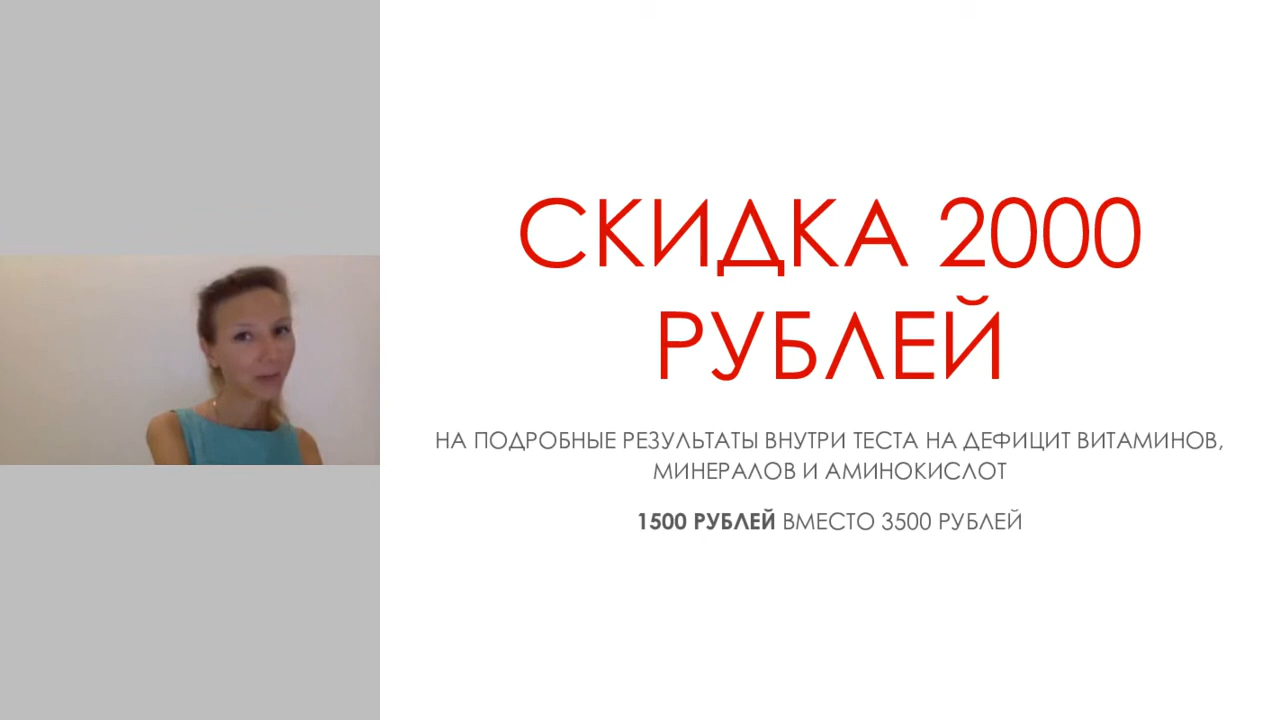 СКИДКА 2000
РУБЛЕЙ
НА ПОДРОБНЫЕ РЕЗУЛЬТАТЫ ВНУТРИ ТЕСТА НА ДЕФИЦИТ ВИТАМИНОВ,
МИНЕРАЛОВ И АМИНОКИСЛОТ
1500 РУБЛЕЙ ВМЕСТО 3500 РУБЛЕЙ